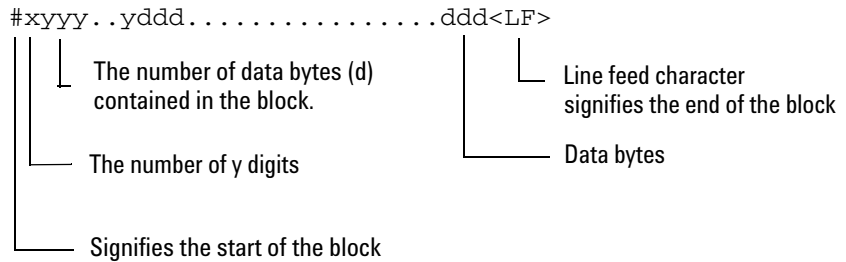 #xyyy..yddd................ddd<LF>
The number of data bytes (d)
contained in the block.
Line feed character
signifies the end of the block
The number of y digits
Data bytes
Signifies the start of the block